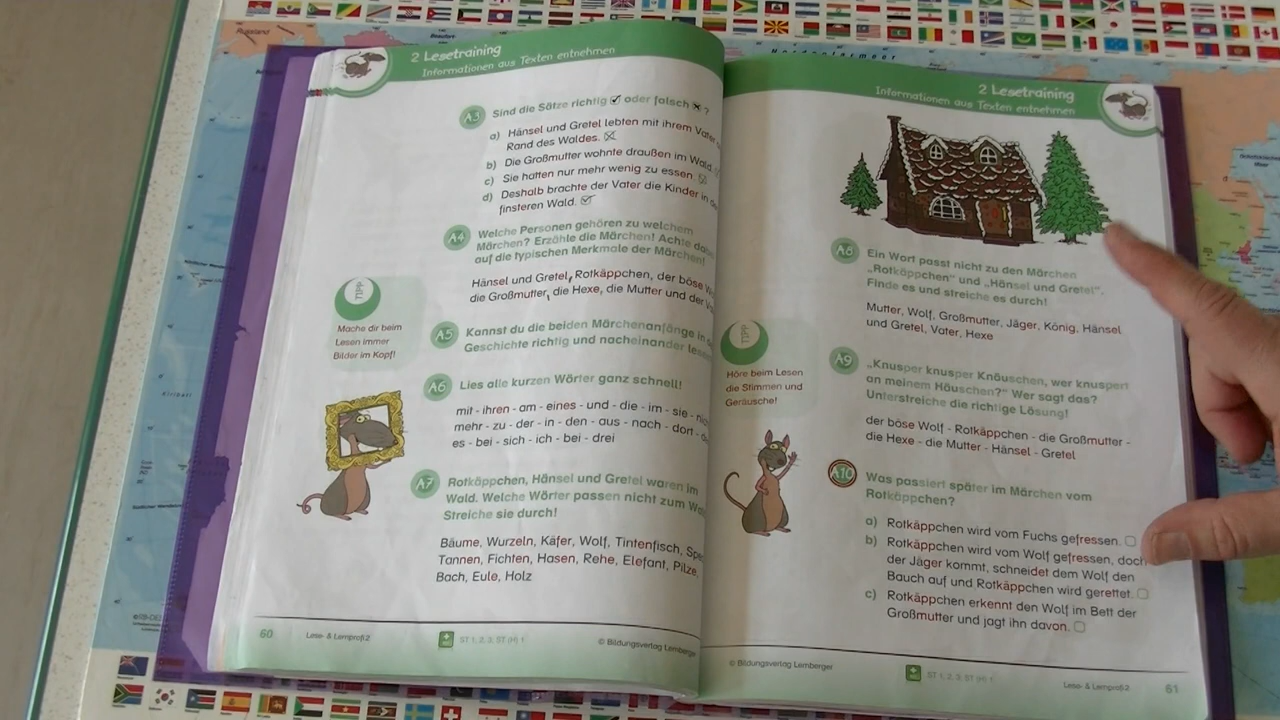 2 Lesetraining
Informationen aus Texten entnehmen
A3 Sind die Sätze richtig oder falsch ?
a) Hänsel und Gretel lebten mit ihrem Vater
Rand des Waldes.
b) Die Großmutter wohnte draußen im Wald.
c) Sie hatten nur mehr wenig zu essen.
d) Deshalb brachte der Vater die Kinder in
finsteren Wald.
A4 Welche Personen gehören zu welchem
Märchen? Erzähle die Märchen! Achte
auf die typischen Merkmale der Märchen!
Hänsel und Gretel, Rotkäppchen, der böse
die Großmutter, die Hexe, die Mutter und der
TIPP
Mache dir beim
Lesen immer
Bilder im Kopf!
A5 Kannst du die beiden Märchenanfänge in
Geschichte richtig und nacheinander
A6 Lies alle kurzen Wörter ganz schnell!
mit - ihren - am - eines - und - die - im - sie -
mehr - zu - der - in - den - aus - nach - dort -
es - bei - sich - ich - bei - drei
A7 Rotkäppchen, Hänsel und Gretel waren im
Wald. Welche Wörter passen nicht zum
Streiche sie durch!
Bäume, Wurzeln, Käfer, Wolf, Tintenfisch,
Tannen, Fichten, Hasen, Rehe, Elefant, Pilze,
Bach, Eule, Holz
60 Lese- & Lernprofi 2 ST 1, 2, 3; ST (H) 1 © Bildungsverlag Lemberger
2 Lesetraining
Informationen aus Texten entnehmen
Ein Wort passt nicht zu den Märchen
„Rotkäppchen“ und „Hänsel und Gretel“.
Finde es und streiche es durch!
Mutter, Wolf, Großmutter, Jäger, König, Hänsel
und Gretel, Vater, Hexe
TIPP
Höre beim Lesen
die Stimmen und
Geräusche!
A9 „Knusper knusper Knäuschen, wer knuspert
an meinem Häuschen?“ Wer sagt das?
Unterstreiche die richtige Lösung!
der böse Wolf - Rotkäppchen - die Großmutter -
die Hexe - die Mutter - Hänsel - Gretel
A10 Was passiert später im Märchen vom
Rotkäppchen?
a) Rotkäppchen wird vom Fuchs gefressen.
b) Rotkäppchen wird vom Wolf gefressen, doch
der Jäger kommt, schneidet dem Wolf den
Bauch auf und Rotkäppchen wird gerettet.
c) Rotkäppchen erkennt den Wolf im Bett der
Großmutter und jagt ihn davon.
© Bildungsverlag Lemberger ST 1, 2, 3; ST (H) 1 Lese- & Lernprofi 2 61